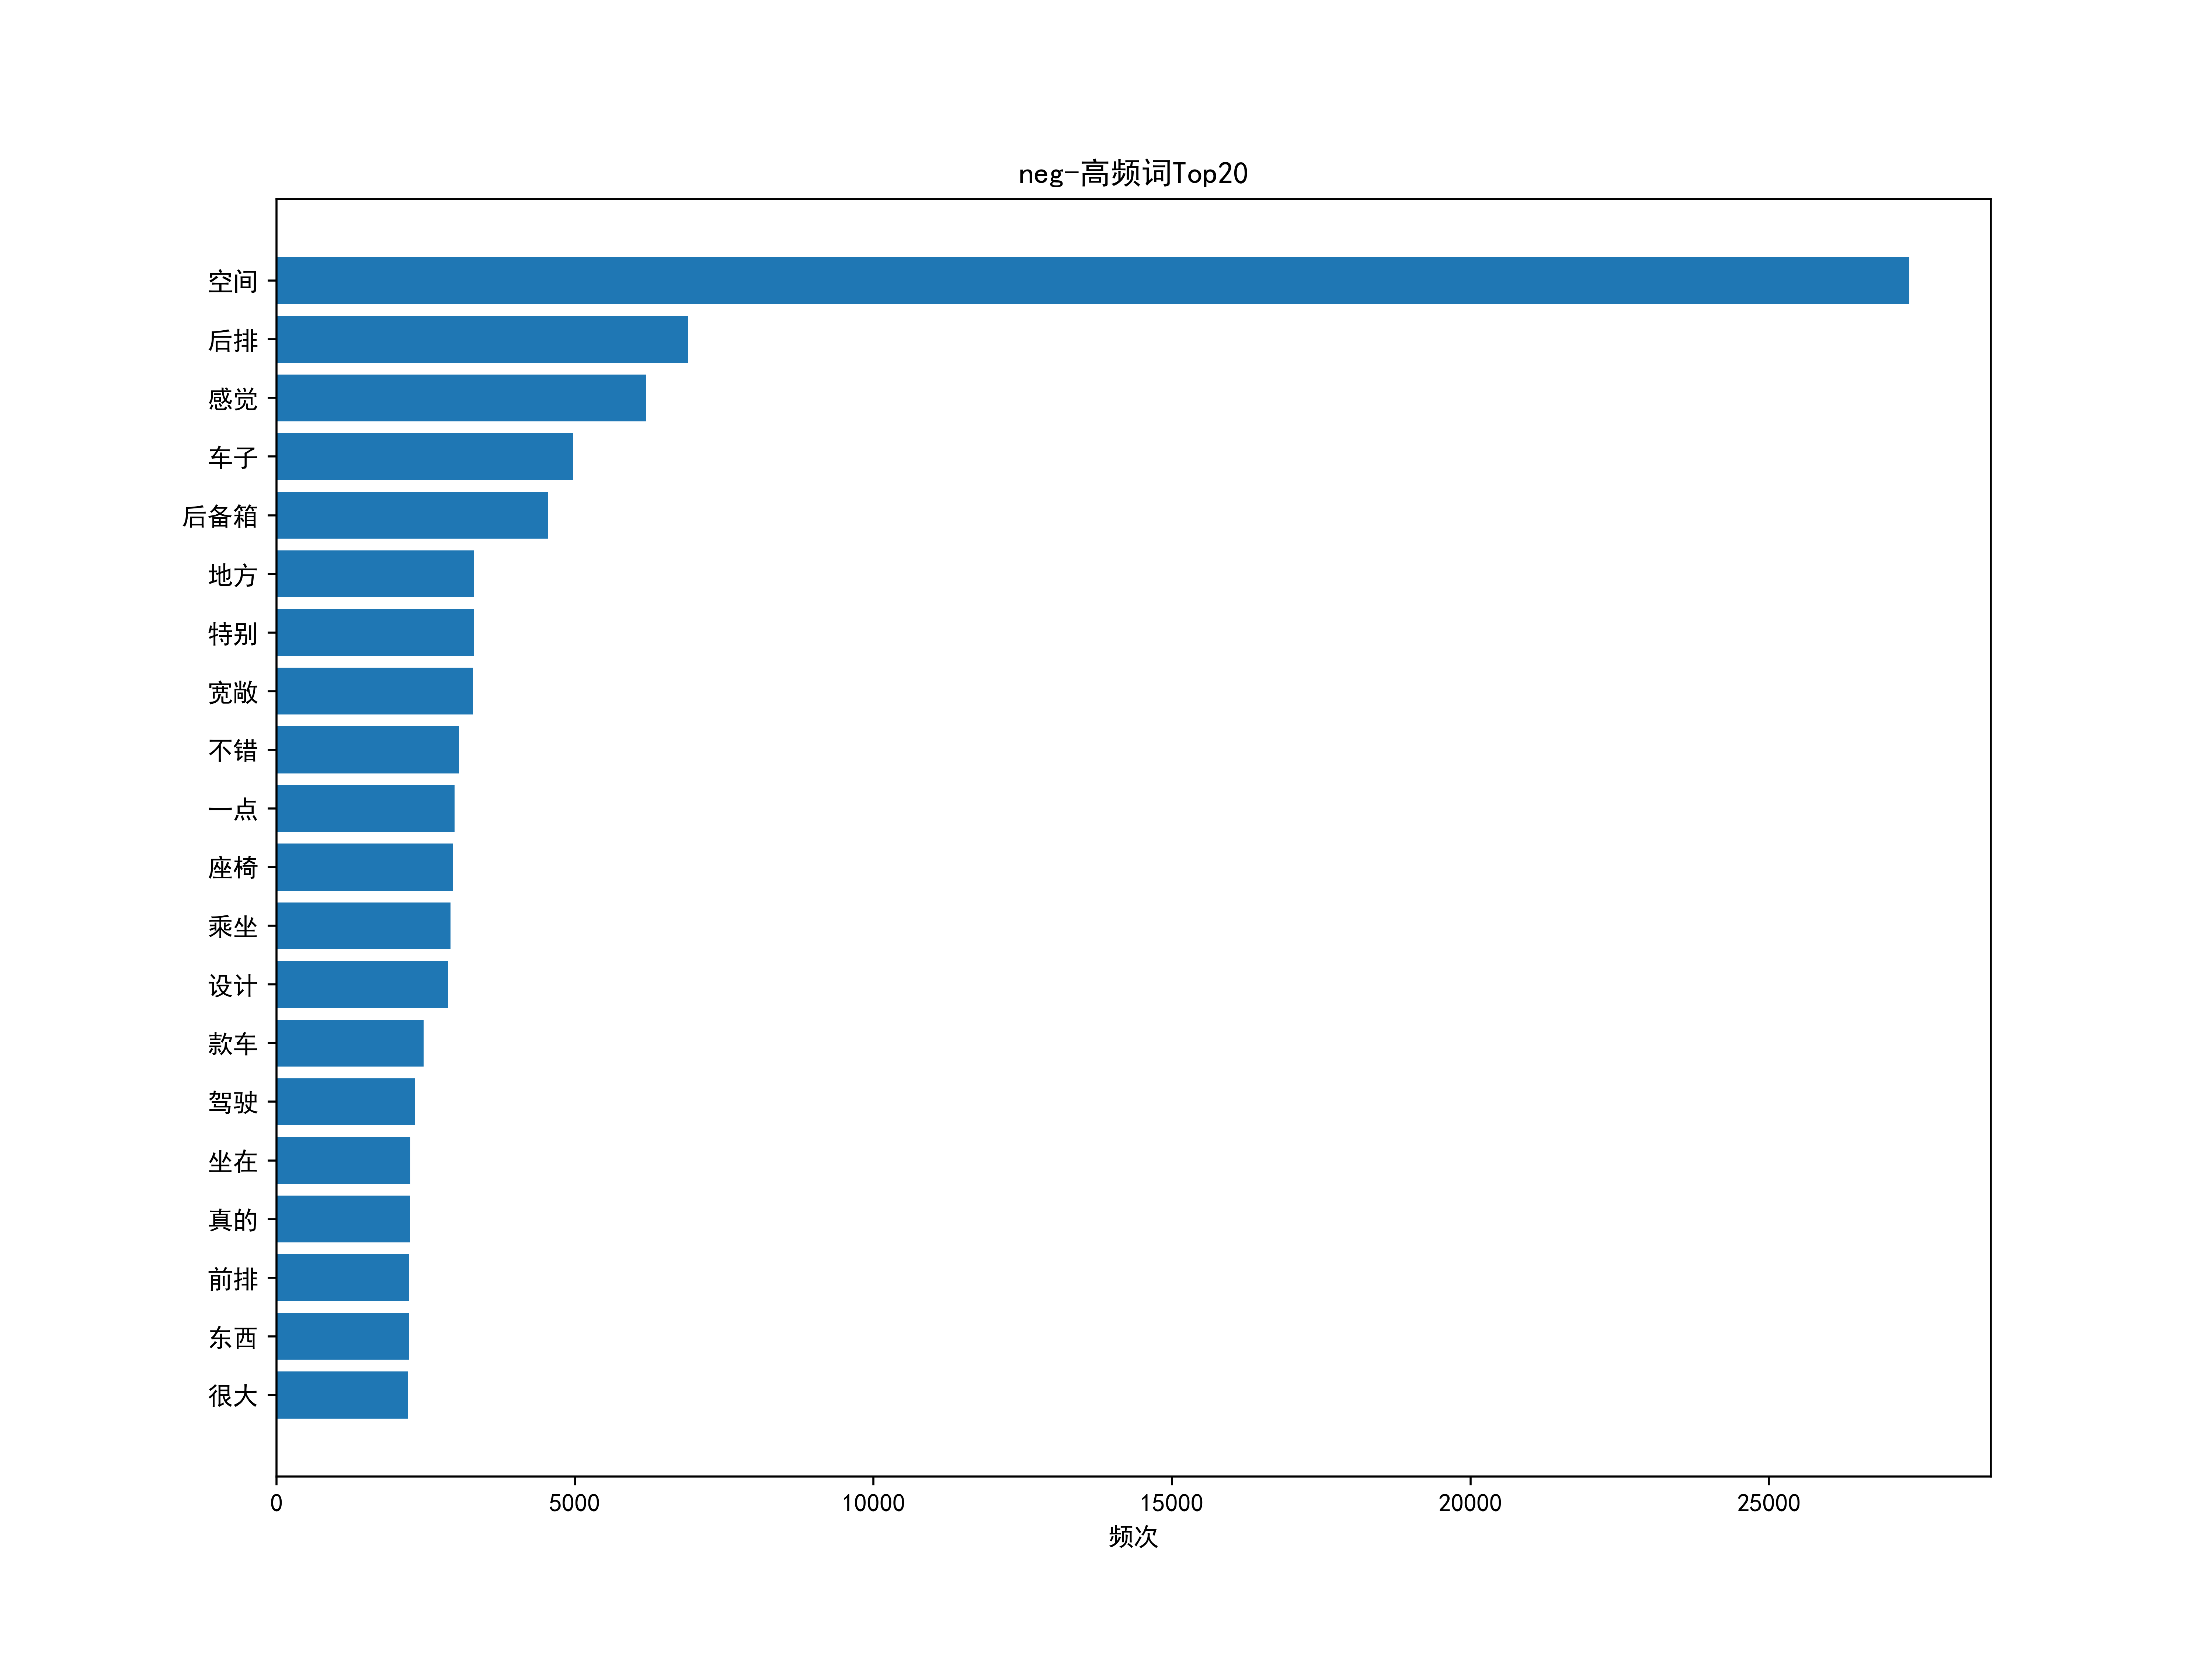 neg-高频词Top20
空间
后排
感觉
车子
后备箱
地方
特别
宽敞
不错
一点
座椅
乘坐
设计
款车
驾驶
坐在
真的
前排
东西
很大
0 5000 10000 15000 20000 25000
频次